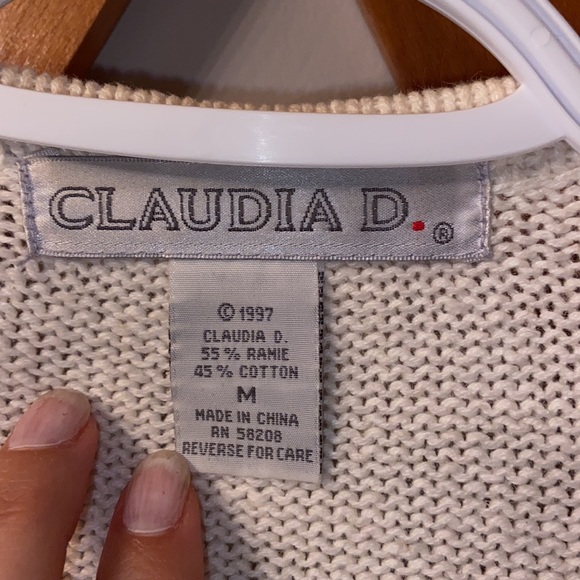 CLAUDIA D. ®
© 1997
CLAUDIA D.
55% RAMIE
45% COTTON
M
MADE IN CHINA
RN 58208
REVERSE FOR CARE